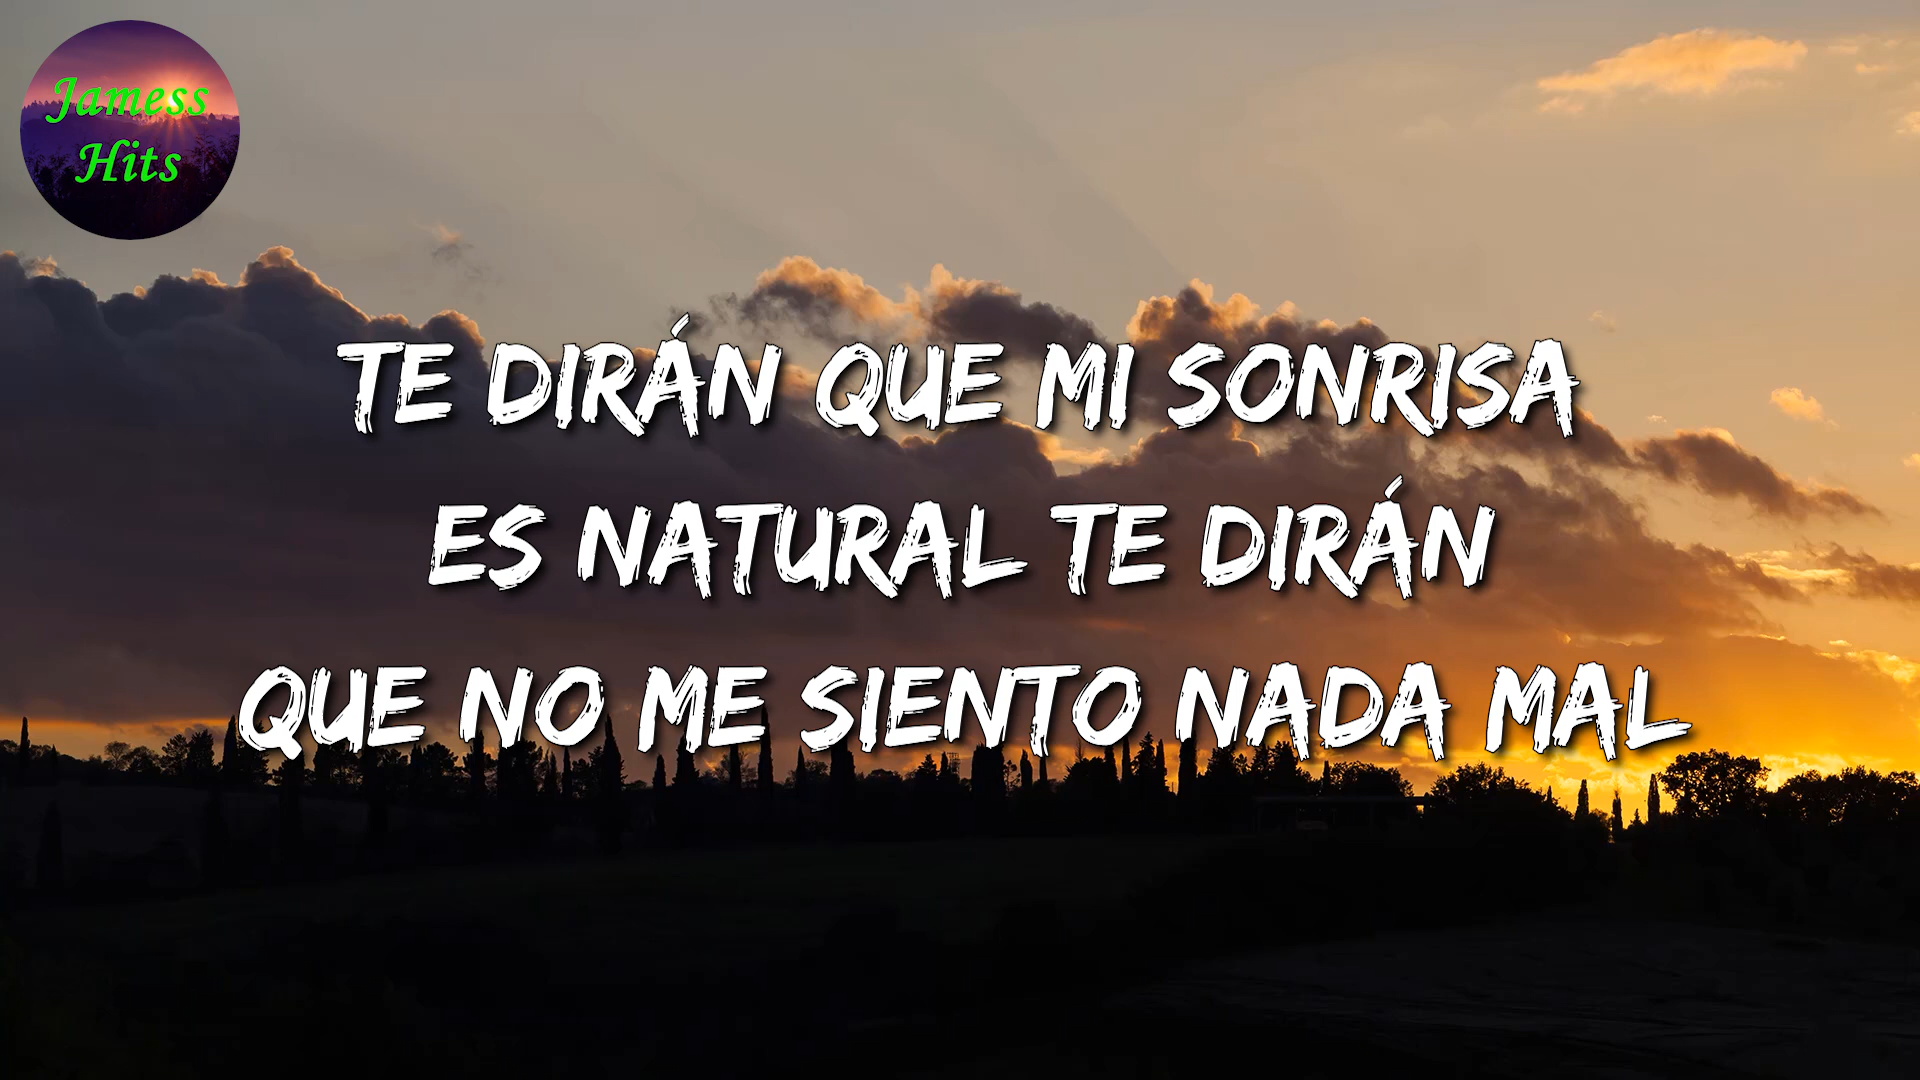 Jamess
Hits
TE DIRÁN QUE MI SONRISA
ES NATURAL TE DIRÁN
QUE NO ME SIENTO NADA MAL